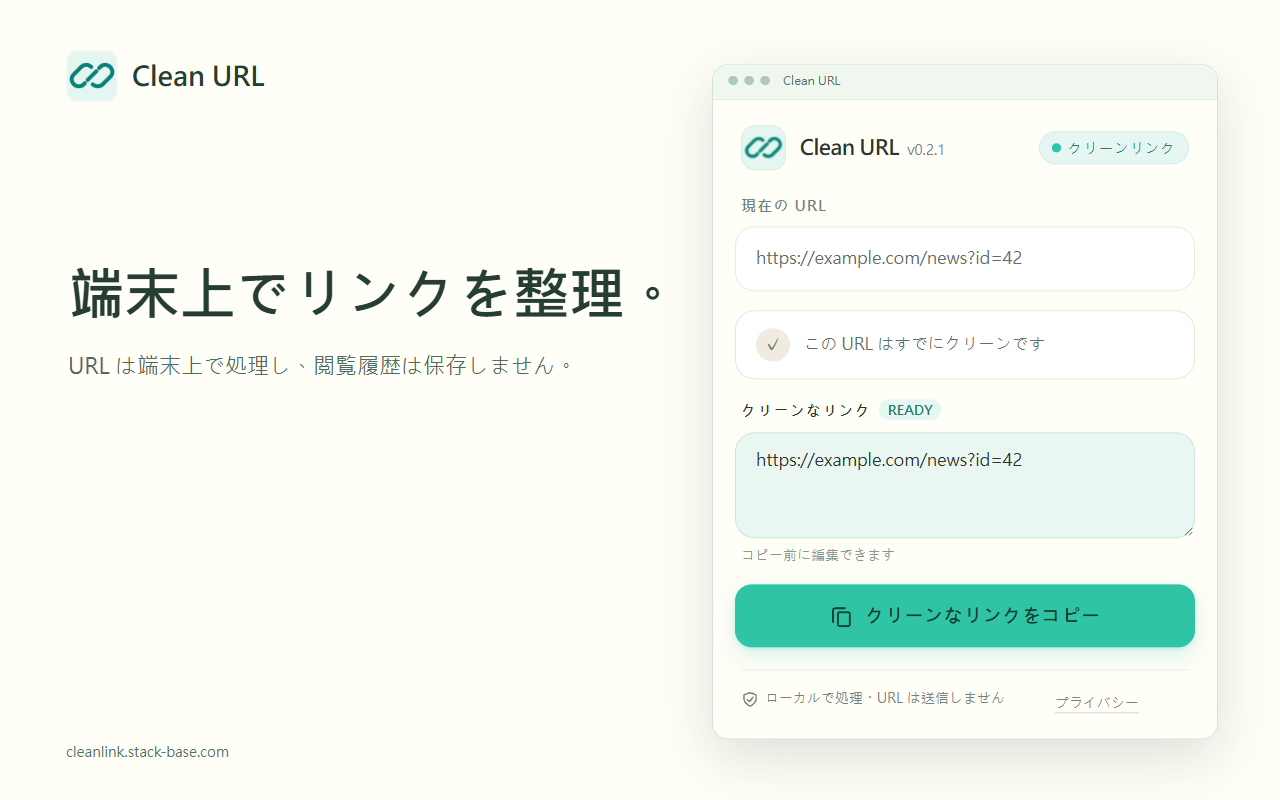 Clean URL
端末上でリンクを整理。
URL は端末上で処理し、閲覧履歴は保存しません。
cleanlink.stack-base.com
Clean URL
Clean URL v0.2.1
クリーンリンク
現在の URL
https://example.com/news?id=42
✓ この URL はすでにクリーンです
クリーンなリンク READY
https://example.com/news?id=42
コピー前に編集できます
クリーンなリンクをコピー
ローカルで処理・URL は送信しません
プライバシー